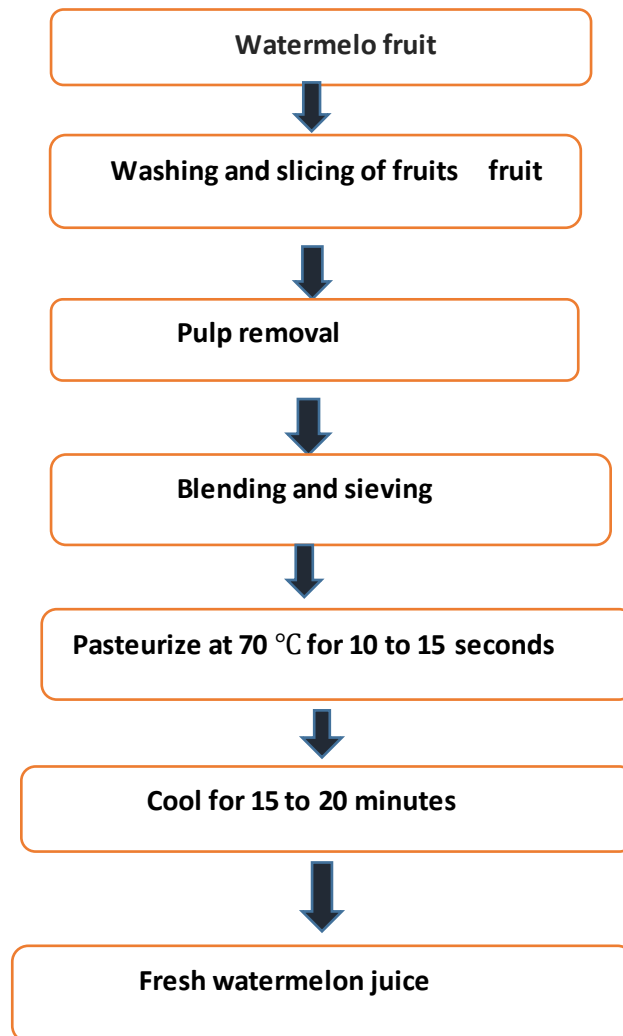 Watermelo fruit
Washing and slicing of fruits fruit
Pulp removal
Blending and sieving
Pasteurize at 70 ℃ for 10 to 15 seconds
Cool for 15 to 20 minutes
Fresh watermelon juice